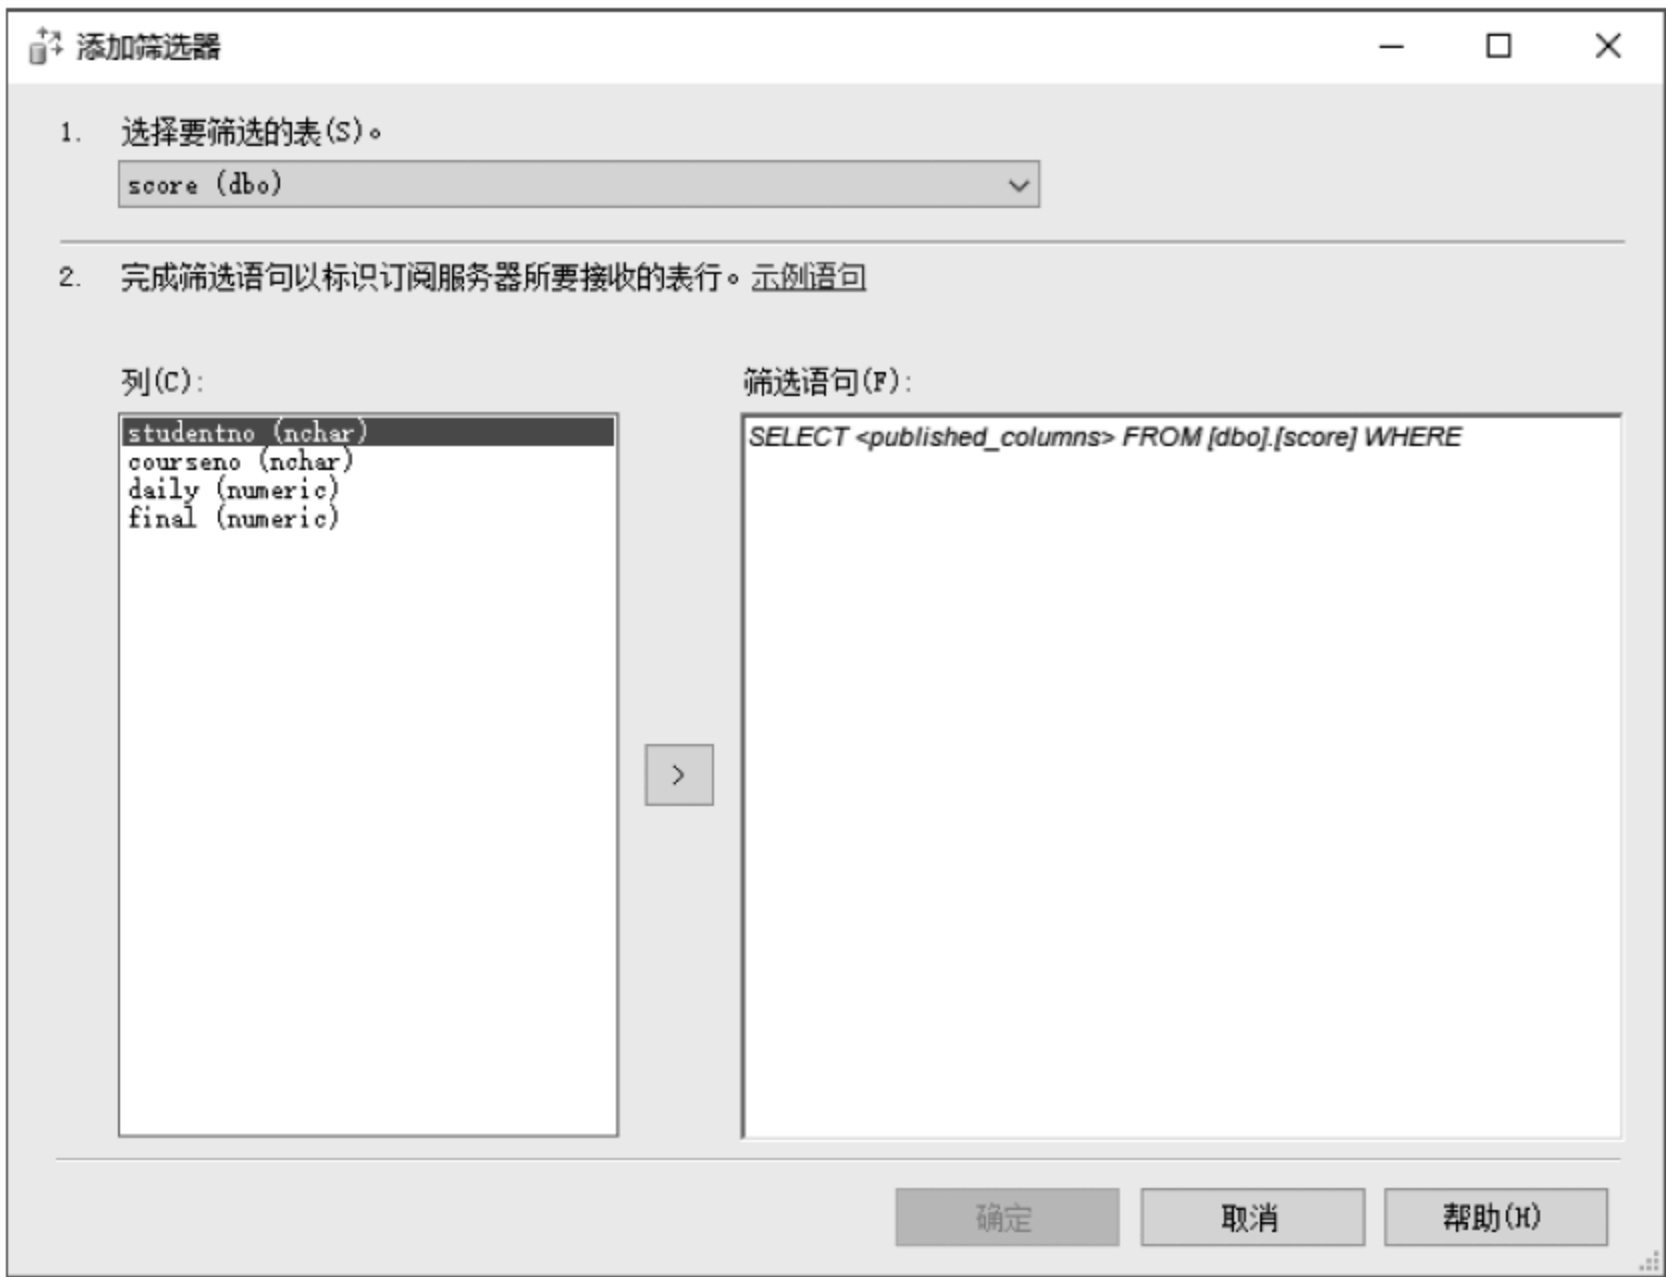 添加筛选器
1. 选择要筛选的表(S)。
score (dbo)
2. 完成筛选语句以标识订阅服务器所要接收的表行。示例语句
列(C):
studentno (nchar)
courseno (nchar)
daily (numeric)
final (numeric)
>
筛选语句(F):
SELECT <published_columns> FROM [dbo].[score] WHERE
确定
取消
帮助(H)